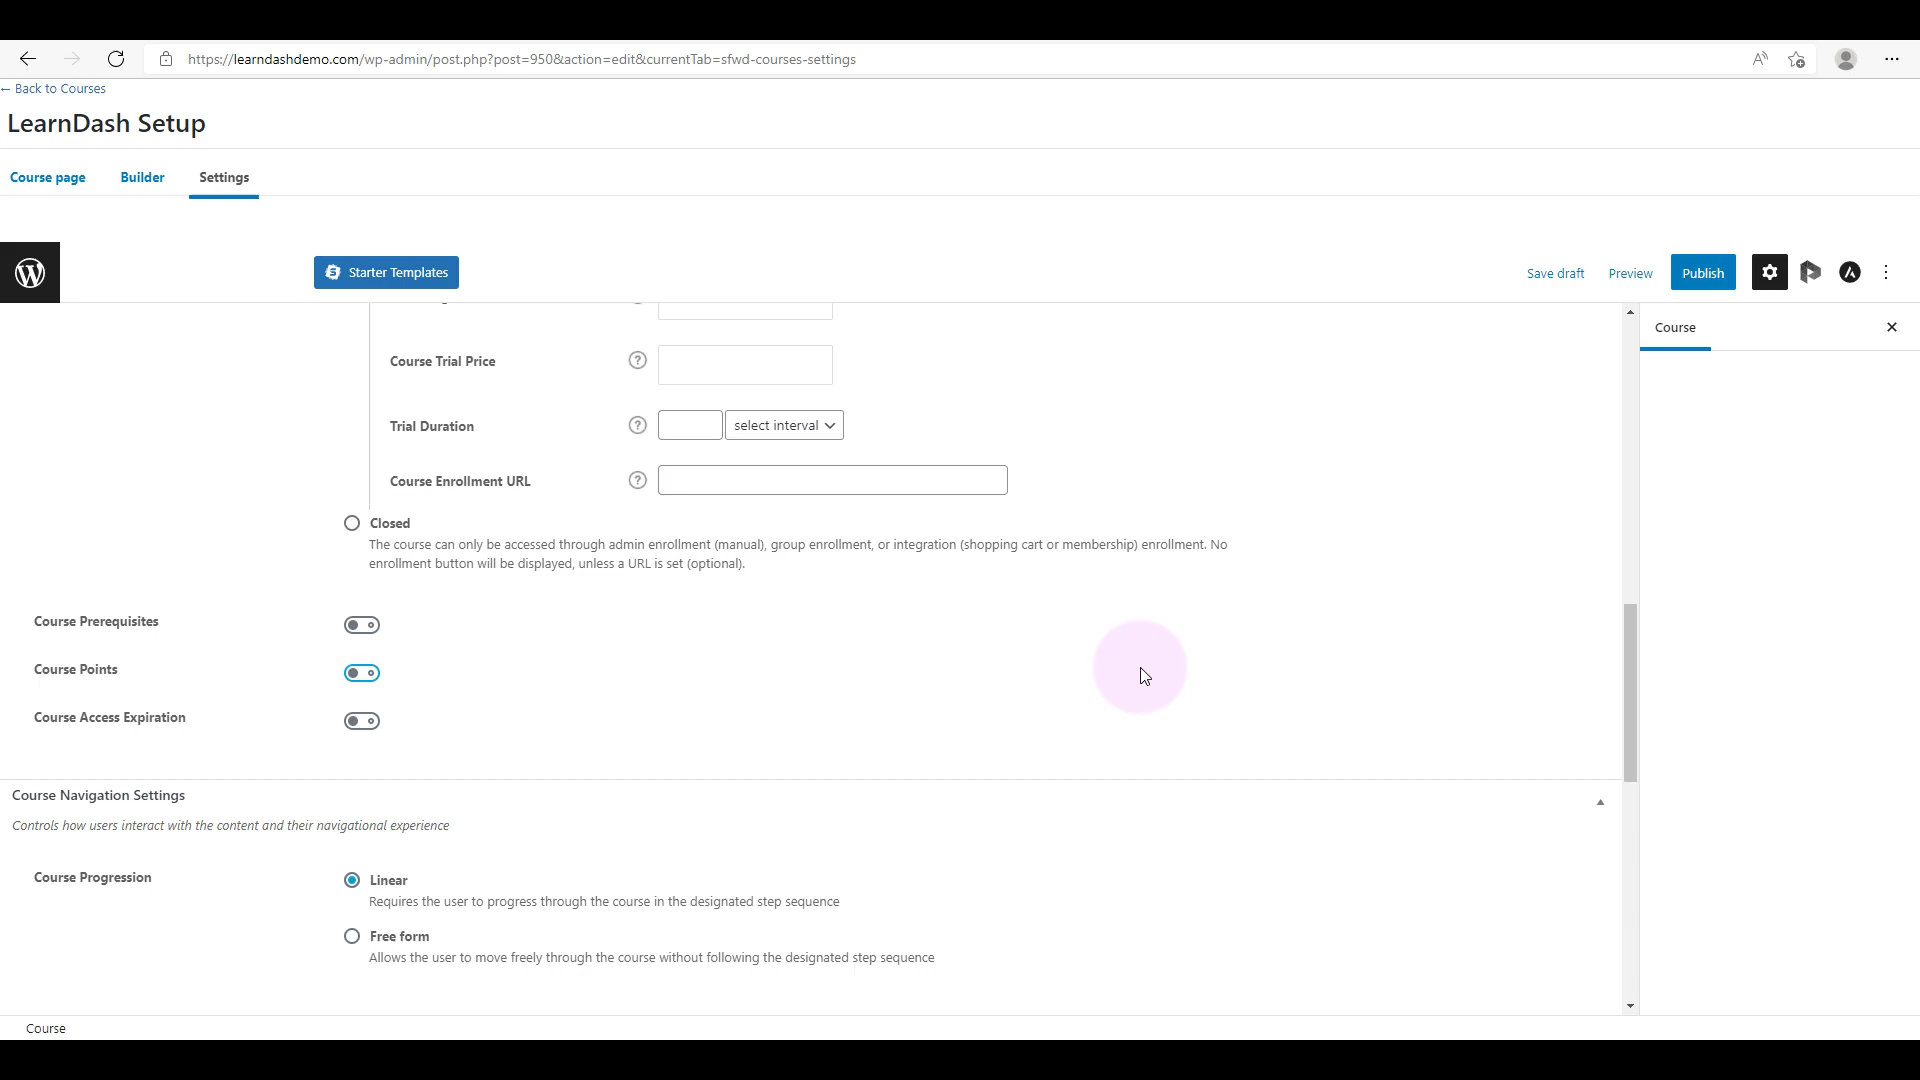 https://learndashdemo.com/wp-admin/post.php?post=950&action=edit&currentTab=sfwd-courses-settings
← Back to Courses
LearnDash Setup
Course page Builder Settings
Starter Templates Save draft Preview Publish
Course
Course Trial Price
Trial Duration select interval
Course Enrollment URL
Closed
The course can only be accessed through admin enrollment (manual), group enrollment, or integration (shopping cart or membership) enrollment. No
enrollment button will be displayed, unless a URL is set (optional).
Course Prerequisites
Course Points
Course Access Expiration
Course Navigation Settings
Controls how users interact with the content and their navigational experience
Course Progression
Linear
Requires the user to progress through the course in the designated step sequence
Free form
Allows the user to move freely through the course without following the designated step sequence
Course